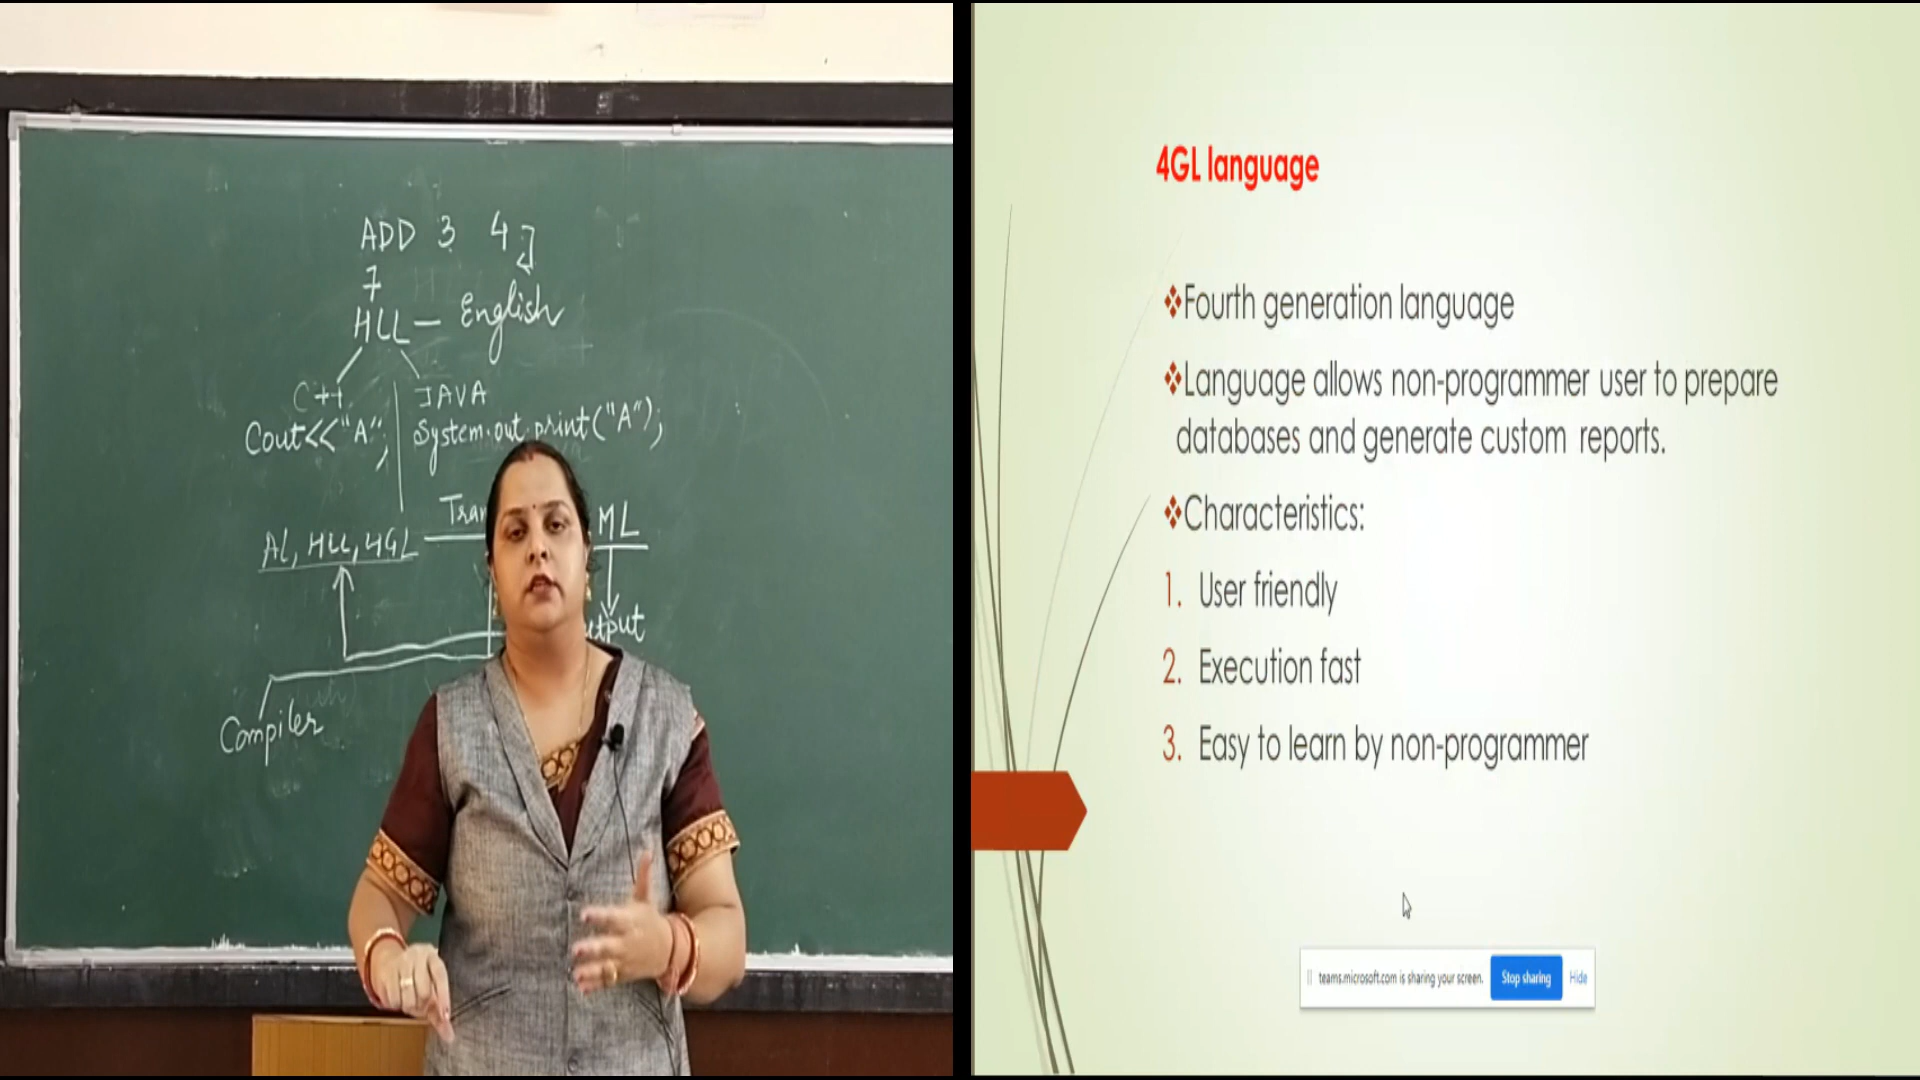 ADD 3 4
7
HLL — English
C++ JAVA
Cout<<"A"; System.out.print("A");
AL, HLL, 4GL ML
Compiler
4GL language
❖Fourth generation language
❖Language allows non-programmer user to prepare
databases and generate custom reports.
❖Characteristics:
1. User friendly
2. Execution fast
3. Easy to learn by non-programmer
teams.microsoft.com is sharing your screen. Stop sharing Hide